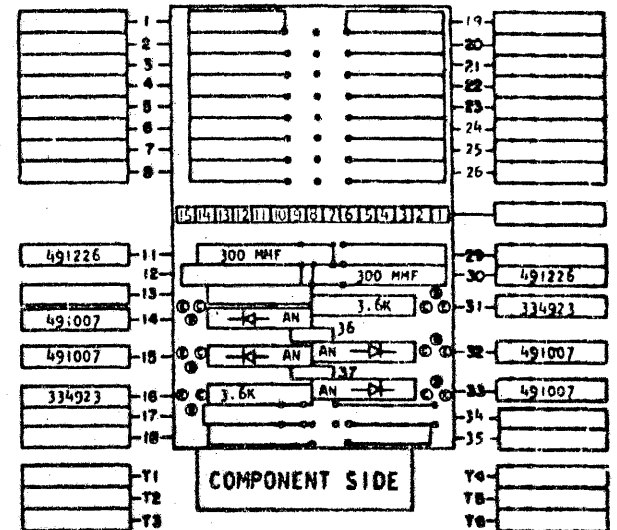 1 19
2 20
3 21
4 22
5 23
6 24
7 25
8 26
15 14 13 12 11 10 9 8 7 6 5 4 3 2 1
491226 11 300 MMF 29
12 300 MMF 30 491226
13 3.6K C C B 31 334923
491007 14 C C B AN 36
491007 15 C C B AN AN C C B 32 491007
37
334923 16 C C B 3.6K AN C C B 33 491007
17 34
18 35
T1 COMPONENT SIDE T4
T2 T5
T3 T6